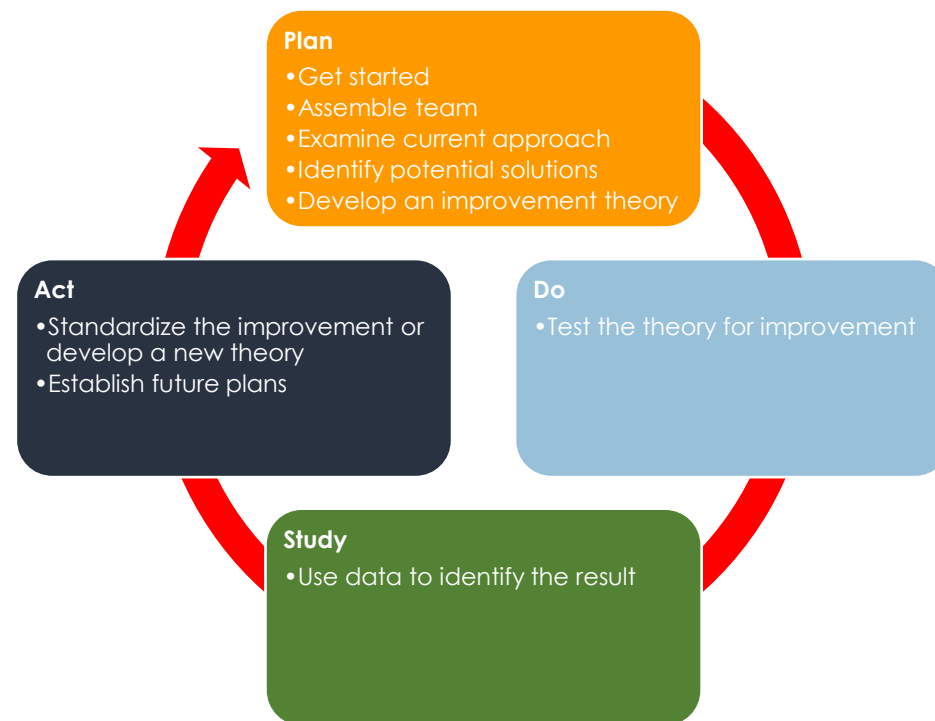 Plan
•Get started
•Assemble team
•Examine current approach
•Identify potential solutions
•Develop an improvement theory
Do
•Test the theory for improvement
Study
•Use data to identify the result
Act
•Standardize the improvement or
develop a new theory
•Establish future plans